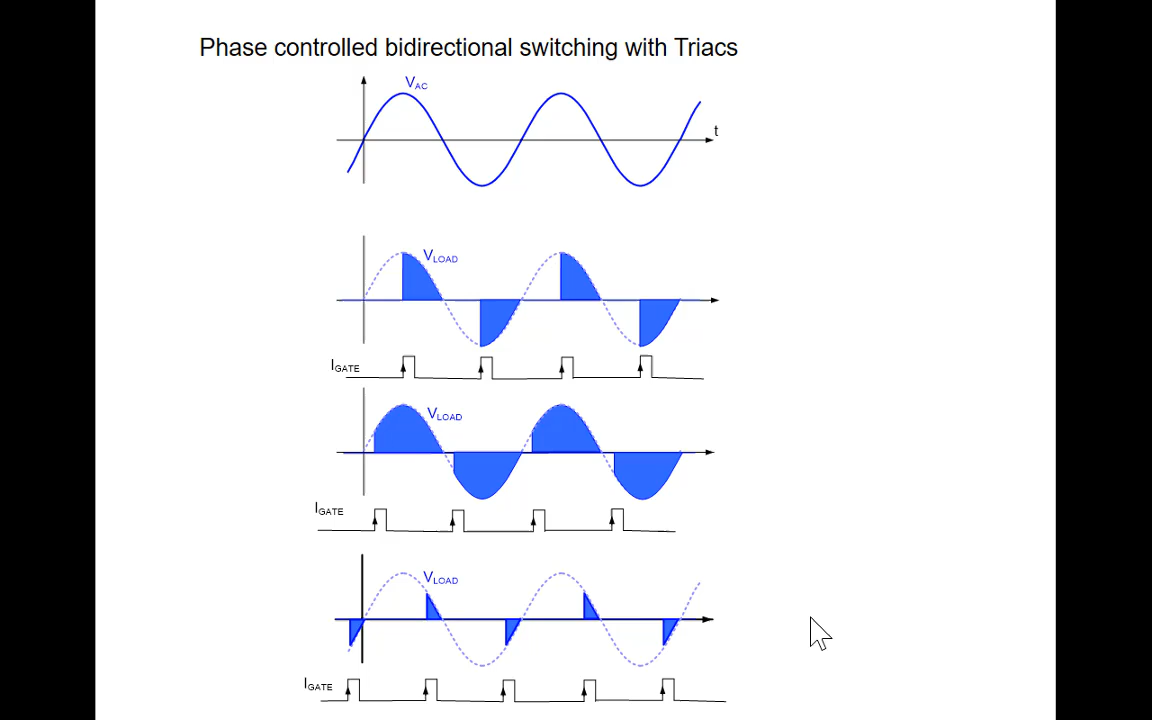 Phase controlled bidirectional switching with Triacs
VAC
t
VLOAD
IGATE
VLOAD
IGATE
VLOAD
IGATE